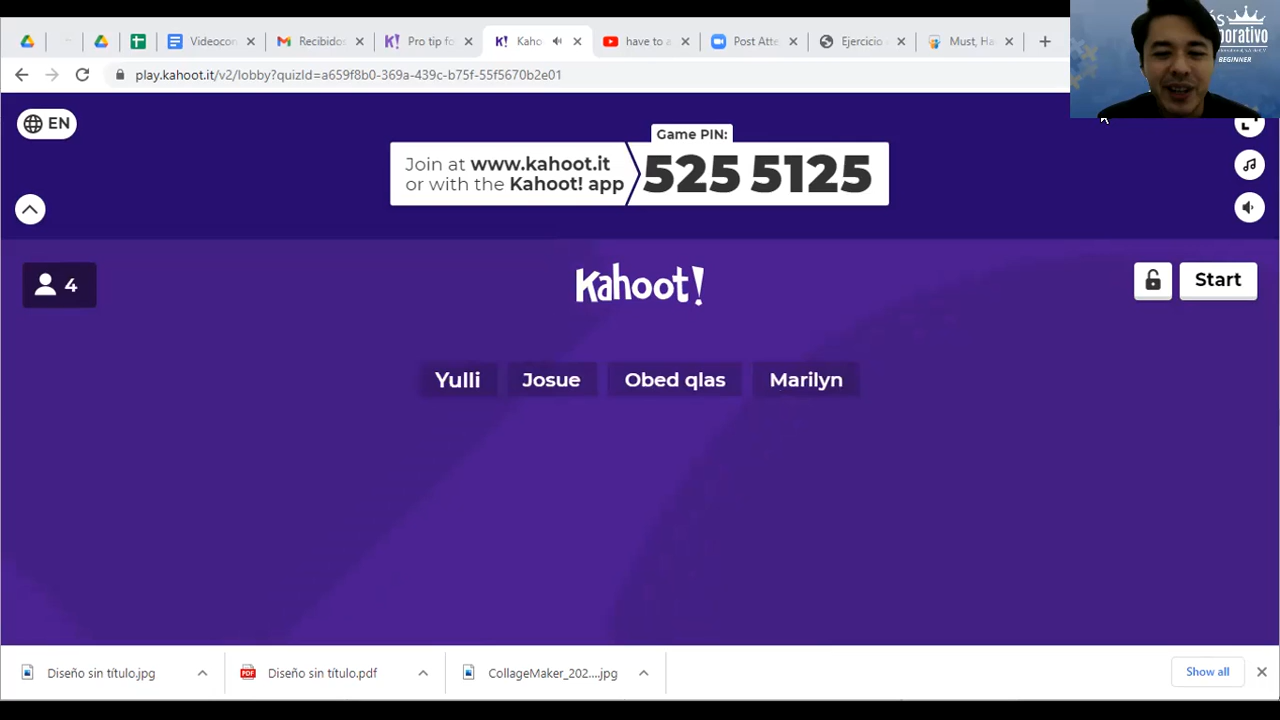 Videocon
Recibidos
Pro tip for
Kaho
have to a
Post Atte
Ejercicio
Must, Ha
play.kahoot.it/v2/lobby?quizId=a659f8b0-369a-439c-b75f-55f5670b2e01
BEGINNER
EN
Game PIN:
Join at www.kahoot.it
or with the Kahoot! app
525 5125
4
Kahoot!
Start
Yulli
Josue
Obed qlas
Marilyn
Diseño sin título.jpg
Diseño sin título.pdf
CollageMaker_202....jpg
Show all